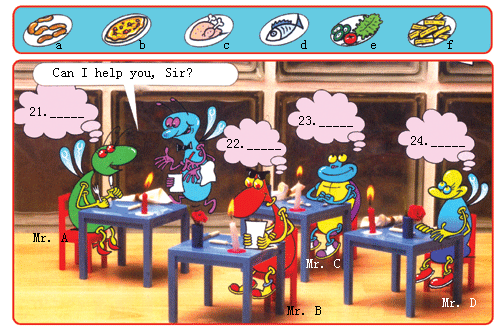 a b c d e f
Can I help you, Sir?
21._____
22._____
23._____
24._____
Mr. A
Mr. B
Mr. C
Mr. D